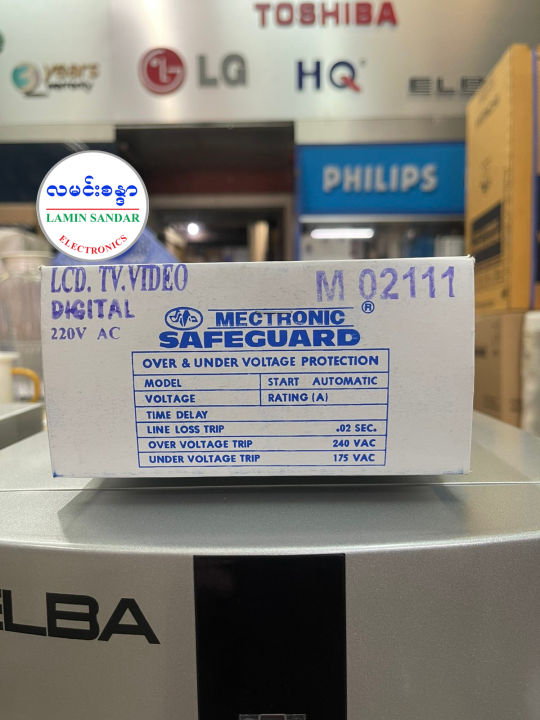 TOSHIBA
2 years
warranty
LG
HQ
ELBA
PHILIPS
လမင်းစန္ဒာ
LAMIN SANDAR
ELECTRONICS
LCD. TV. VIDEO
M 02111
DIGITAL
220V AC
MECTRONIC ®
SAFEGUARD
OVER & UNDER VOLTAGE PROTECTION
MODEL START AUTOMATIC
VOLTAGE RATING (A)
TIME DELAY
LINE LOSS TRIP .02 SEC.
OVER VOLTAGE TRIP 240 VAC
UNDER VOLTAGE TRIP 175 VAC
ELBA